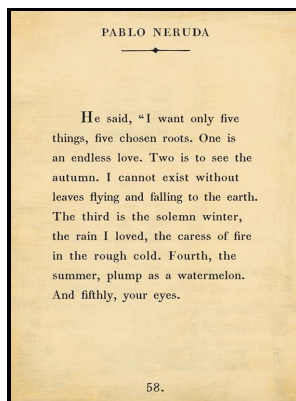 PABLO NERUDA
He said, “I want only five
things, five chosen roots. One is
an endless love. Two is to see the
autumn. I cannot exist without
leaves flying and falling to the earth.
The third is the solemn winter,
the rain I loved, the caress of fire
in the rough cold. Fourth, the
summer, plump as a watermelon.
And fifthly, your eyes.
58.